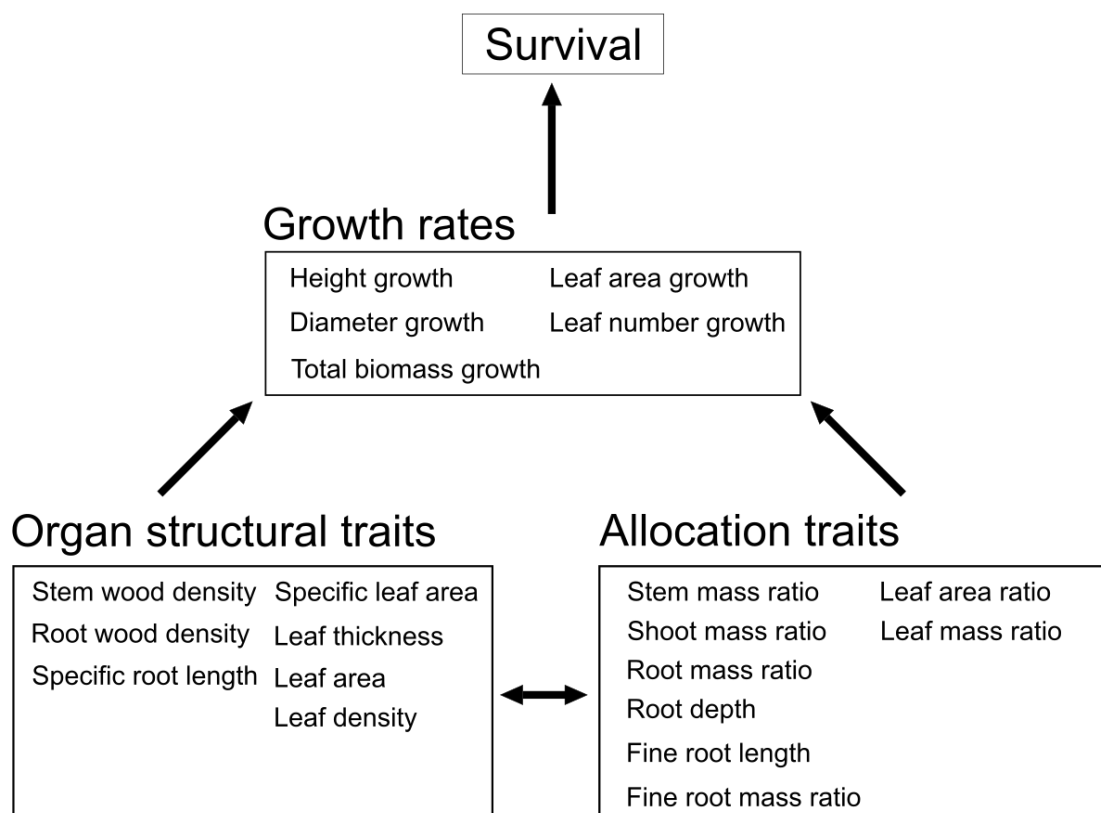 Survival
Growth rates
Height growth
Leaf area growth
Diameter growth
Leaf number growth
Total biomass growth
Organ structural traits
Stem wood density
Specific leaf area
Root wood density
Leaf thickness
Specific root length
Leaf area
Leaf density
Allocation traits
Stem mass ratio
Leaf area ratio
Shoot mass ratio
Leaf mass ratio
Root mass ratio
Root depth
Fine root length
Fine root mass ratio